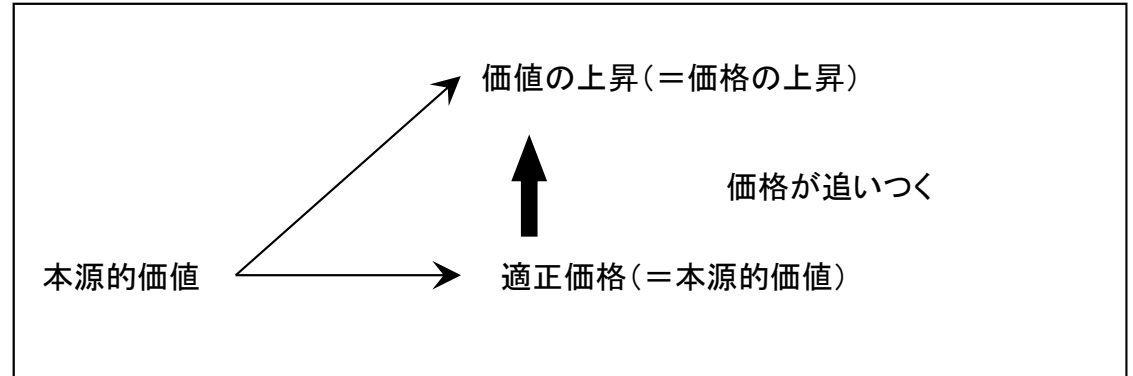 価値の上昇（＝価格の上昇）
価格が追いつく
本源的価値
適正価格（＝本源的価値）